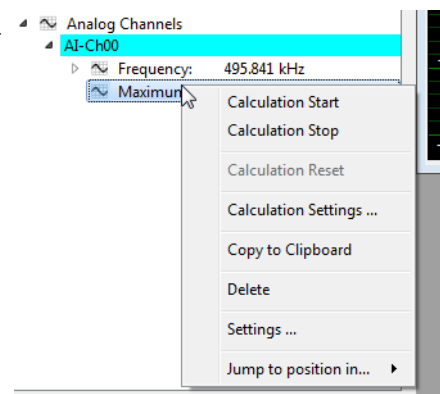 Analog Channels
AI-Ch00
Frequency: 495.841 kHz
Maximum
Calculation Start
Calculation Stop
Calculation Reset
Calculation Settings ...
Copy to Clipboard
Delete
Settings ...
Jump to position in...